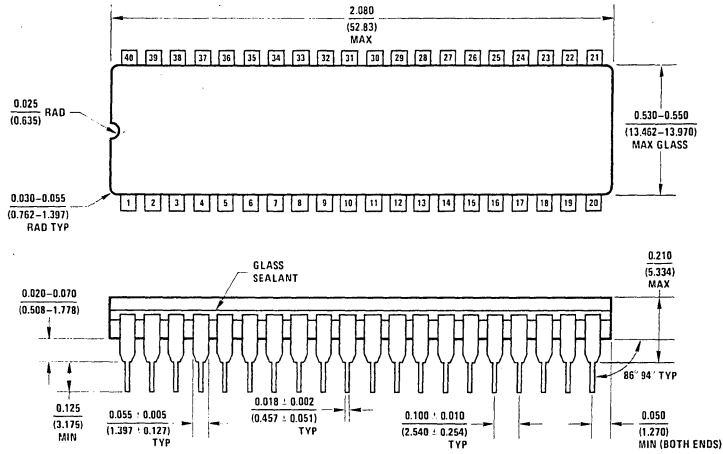 2.080
(52.83)
MAX
40 39 38 37 36 35 34 33 32 31 30 29 28 27 26 25 24 23 22 21
0.025
(0.635) RAD
0.530-0.550
(13.462-13.970)
MAX GLASS
0.030-0.055
(0.762-1.397)
RAD TYP
1 2 3 4 5 6 7 8 9 10 11 12 13 14 15 16 17 18 19 20
GLASS
SEALANT
0.210
(5.334)
MAX
0.020-0.070
(0.508-1.778)
86° 94° TYP
0.125
(3.175)
MIN
0.055 ± 0.005
(1.397 ± 0.127)
TYP
0.018 ± 0.002
(0.457 ± 0.051)
TYP
0.100 ± 0.010
(2.540 ± 0.254)
TYP
0.050
(1.270)
MIN (BOTH ENDS)